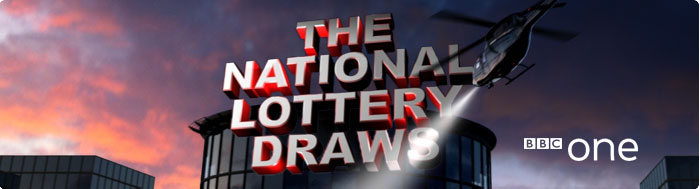 THE
NATIONAL
LOTTERY
DRAWS
BBC one